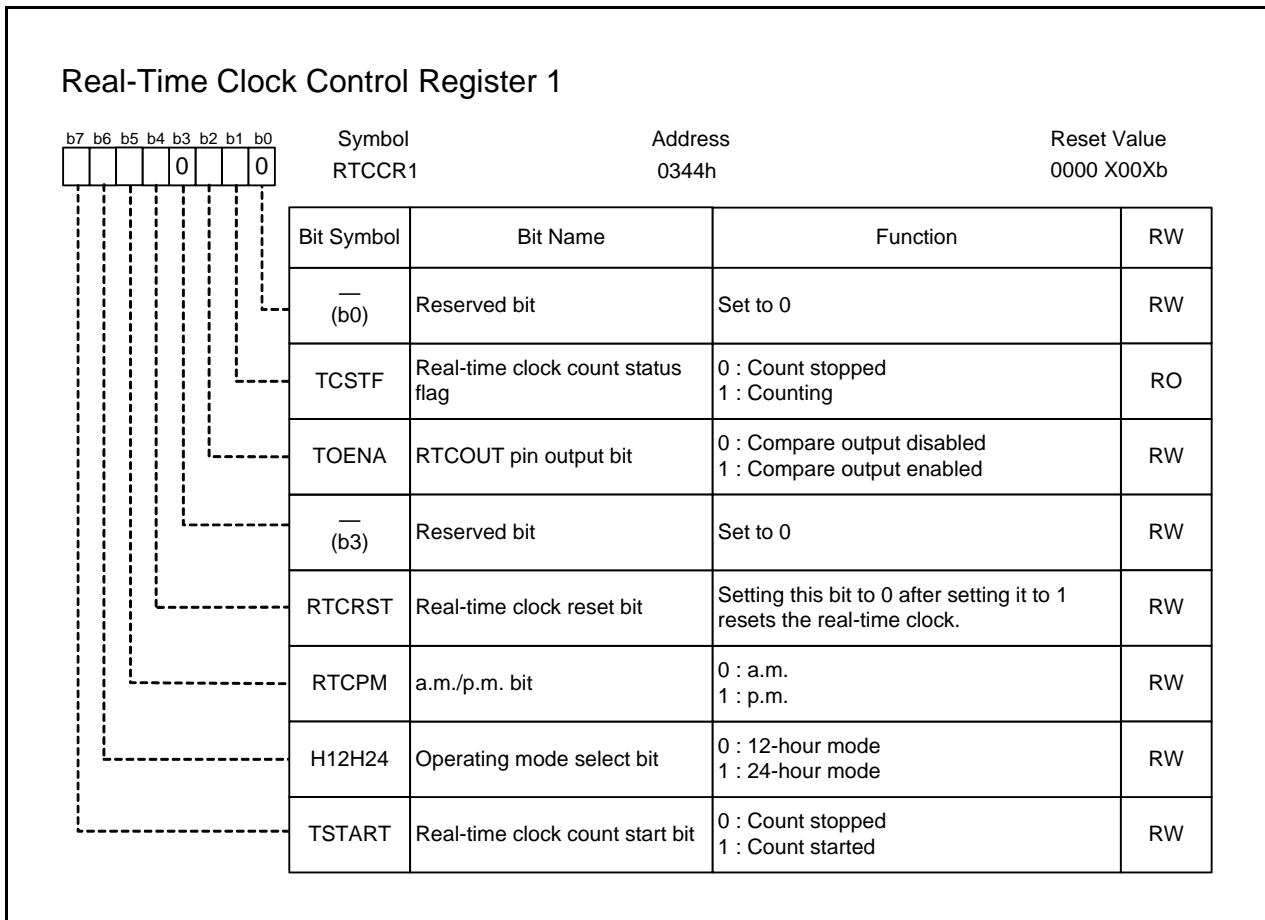 Real-Time Clock Control Register 1
b7 b6 b5 b4 b3 b2 b1 b0
0 0
Symbol Address Reset Value
RTCCR1 0344h 0000 X00Xb
Bit Symbol Bit Name Function RW
— (b0) Reserved bit Set to 0 RW
TCSTF Real-time clock count status flag 0 : Count stopped 1 : Counting RO
TOENA RTCOUT pin output bit 0 : Compare output disabled 1 : Compare output enabled RW
— (b3) Reserved bit Set to 0 RW
RTCRST Real-time clock reset bit Setting this bit to 0 after setting it to 1 resets the real-time clock. RW
RTCPM a.m./p.m. bit 0 : a.m. 1 : p.m. RW
H12H24 Operating mode select bit 0 : 12-hour mode 1 : 24-hour mode RW
TSTART Real-time clock count start bit 0 : Count stopped 1 : Count started RW